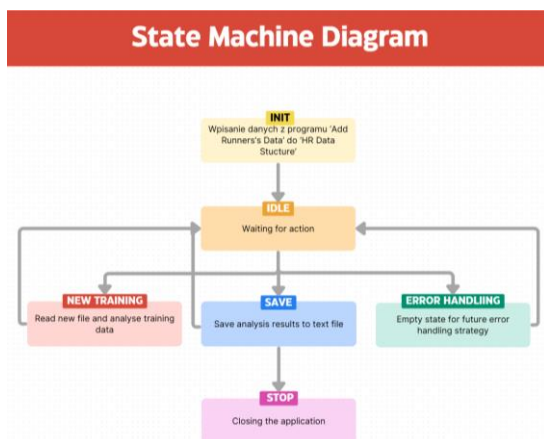 State Machine Diagram
INIT
Wpisanie danych z programu 'Add
Runners's Data' do 'HR Data
Stucture'
IDLE
Waiting for action
NEW TRAINING
Read new file and analyse training
data
SAVE
Save analysis results to text file
ERROR HANDLIING
Empty state for future error
handling strategy
STOP
Closing the application